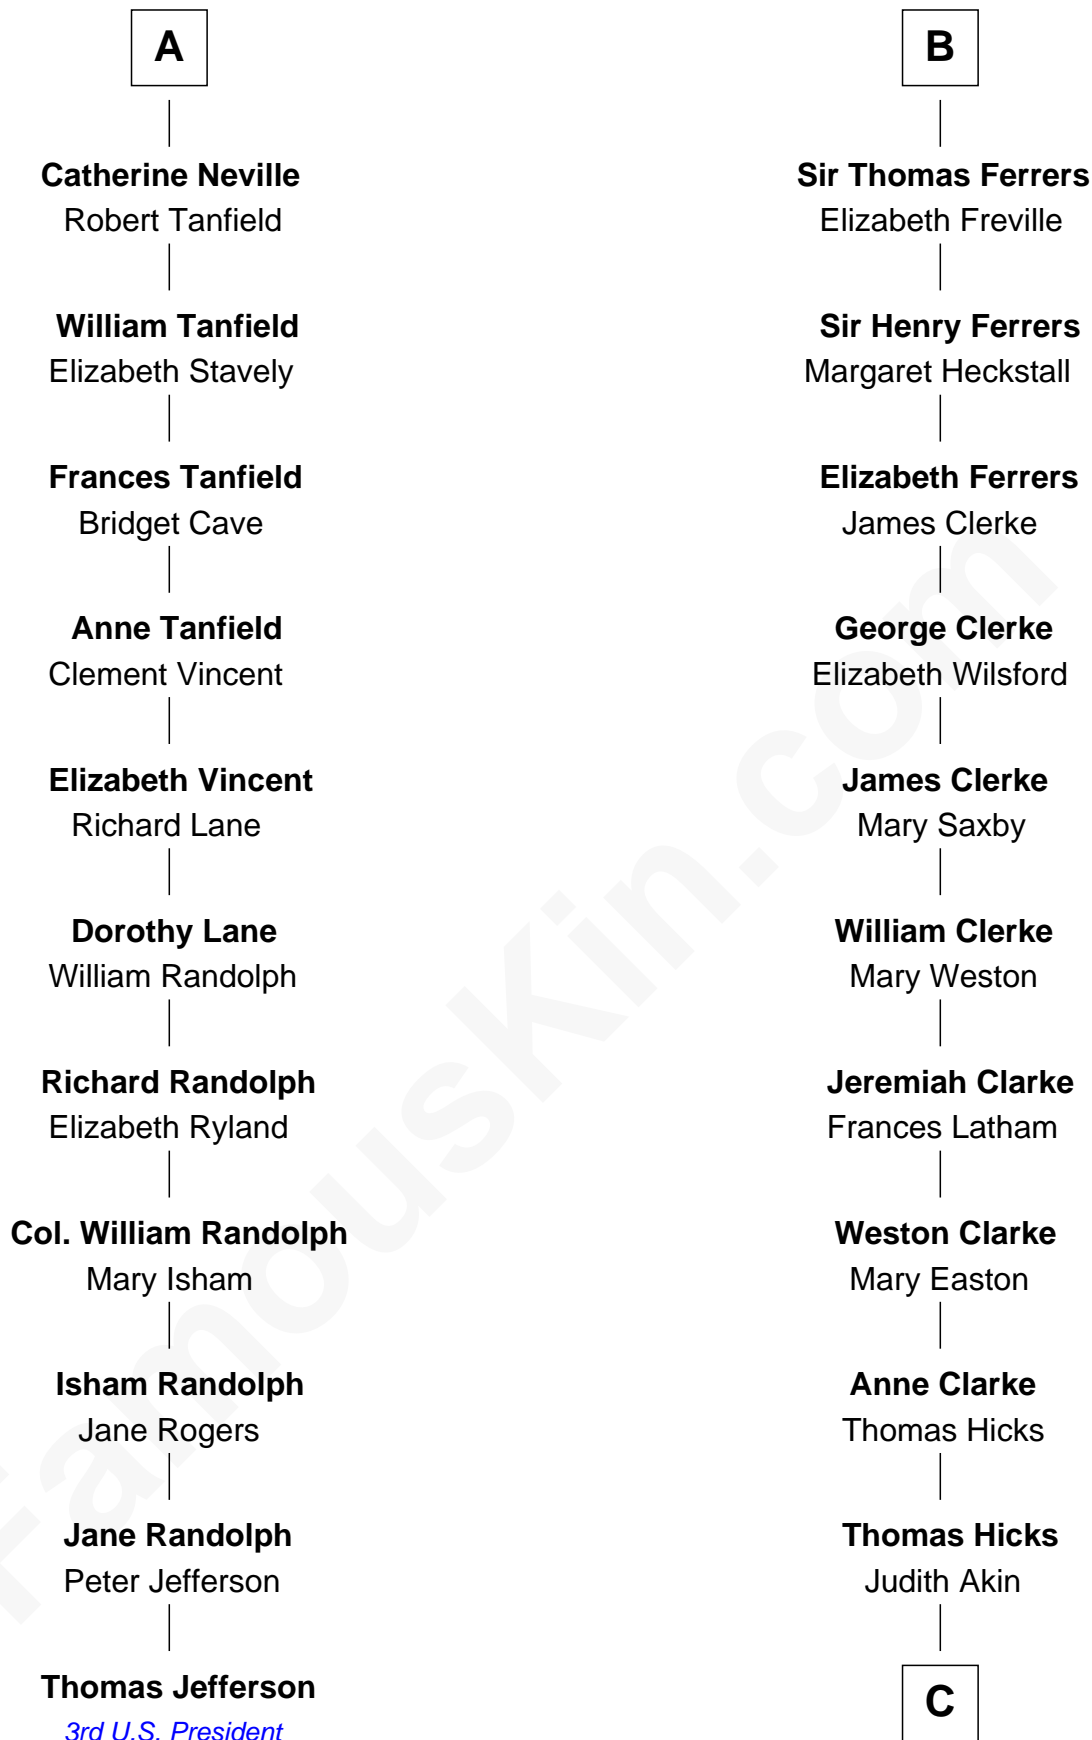 A
Catherine Neville
Robert Tanfield
William Tanfield
Elizabeth Stavely
Frances Tanfield
Bridget Cave
Anne Tanfield
Clement Vincent
Elizabeth Vincent
Richard Lane
Dorothy Lane
William Randolph
Richard Randolph
Elizabeth Ryland
Col. William Randolph
Mary Isham
Isham Randolph
Jane Rogers
Jane Randolph
Peter Jefferson
Thomas Jefferson
3rd U.S. President
B
Sir Thomas Ferrers
Elizabeth Freville
Sir Henry Ferrers
Margaret Heckstall
Elizabeth Ferrers
James Clerke
George Clerke
Elizabeth Wilsford
James Clerke
Mary Saxby
William Clerke
Mary Weston
Jeremiah Clarke
Frances Latham
Weston Clarke
Mary Easton
Anne Clarke
Thomas Hicks
Thomas Hicks
Judith Akin
C
FamousKin.com